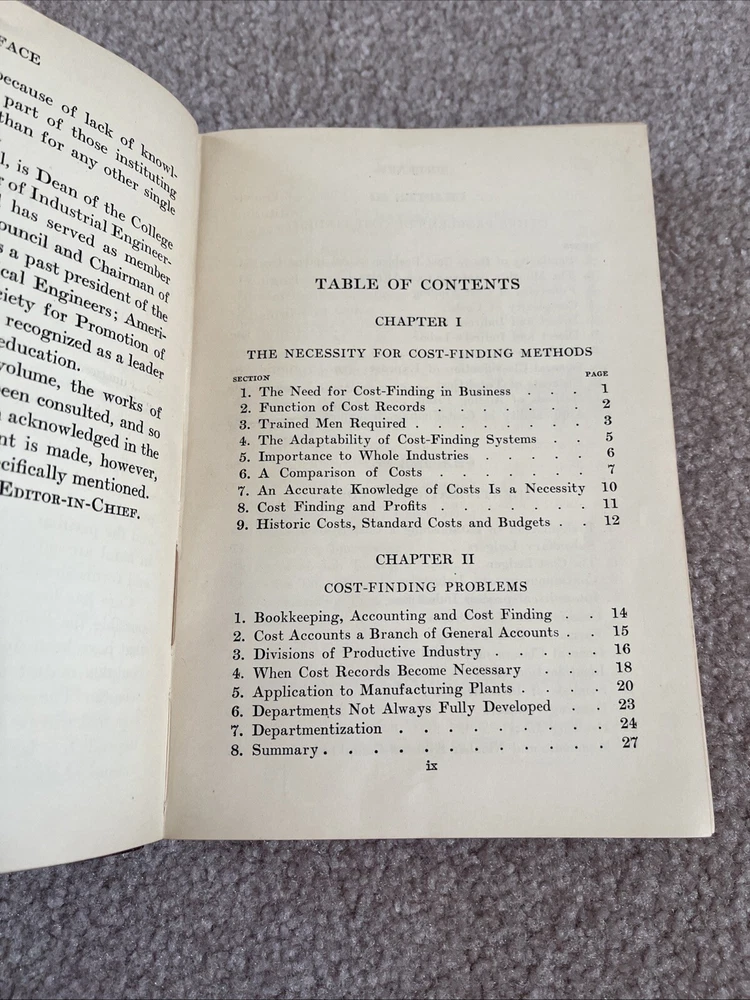 FACE
because of lack of knowl-
part of those instituting
than for any other single
is Dean of the College
of Industrial Engineer-
has served as member
ouncil and Chairman of
a past president of the
cal Engineers; Ameri-
iety for Promotion of
recognized as a leader
education.
volume, the works of
been consulted, and so
acknowledged in the
nt is made, however,
ecifically mentioned.
EDITOR-IN-CHIEF.
TABLE OF CONTENTS
CHAPTER I
THE NECESSITY FOR COST-FINDING METHODS
SECTION PAGE
1. The Need for Cost-Finding in Business . . . 1
2. Function of Cost Records . . . . . . . 2
3. Trained Men Required . . . . . . . . 3
4. The Adaptability of Cost-Finding Systems . . 5
5. Importance to Whole Industries . . . . . 6
6. A Comparison of Costs . . . . . . . 7
7. An Accurate Knowledge of Costs Is a Necessity 10
8. Cost Finding and Profits . . . . . . . 11
9. Historic Costs, Standard Costs and Budgets . . 12
CHAPTER II
COST-FINDING PROBLEMS
1. Bookkeeping, Accounting and Cost Finding . . 14
2. Cost Accounts a Branch of General Accounts . . 15
3. Divisions of Productive Industry . . . . . 16
4. When Cost Records Become Necessary . . . 18
5. Application to Manufacturing Plants . . . . 20
6. Departments Not Always Fully Developed . . 23
7. Departmentization . . . . . . . . . 24
8. Summary . . . . . . . . . . . . 27
ix